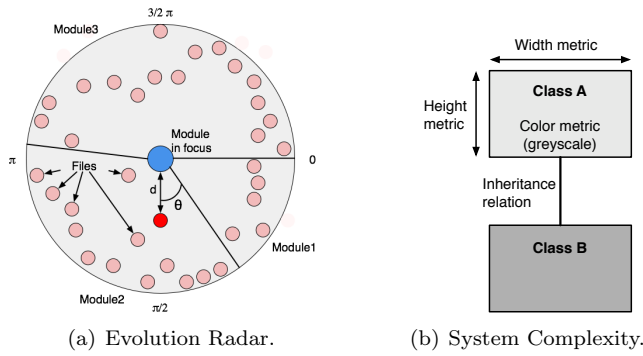 3/2 π
Module3
Module
in focus
π
0
Files
d
θ
Module1
Module2
π/2
(a) Evolution Radar.
Width metric
Height
metric
Class A
Color metric
(greyscale)
Inheritance
relation
Class B
(b) System Complexity.